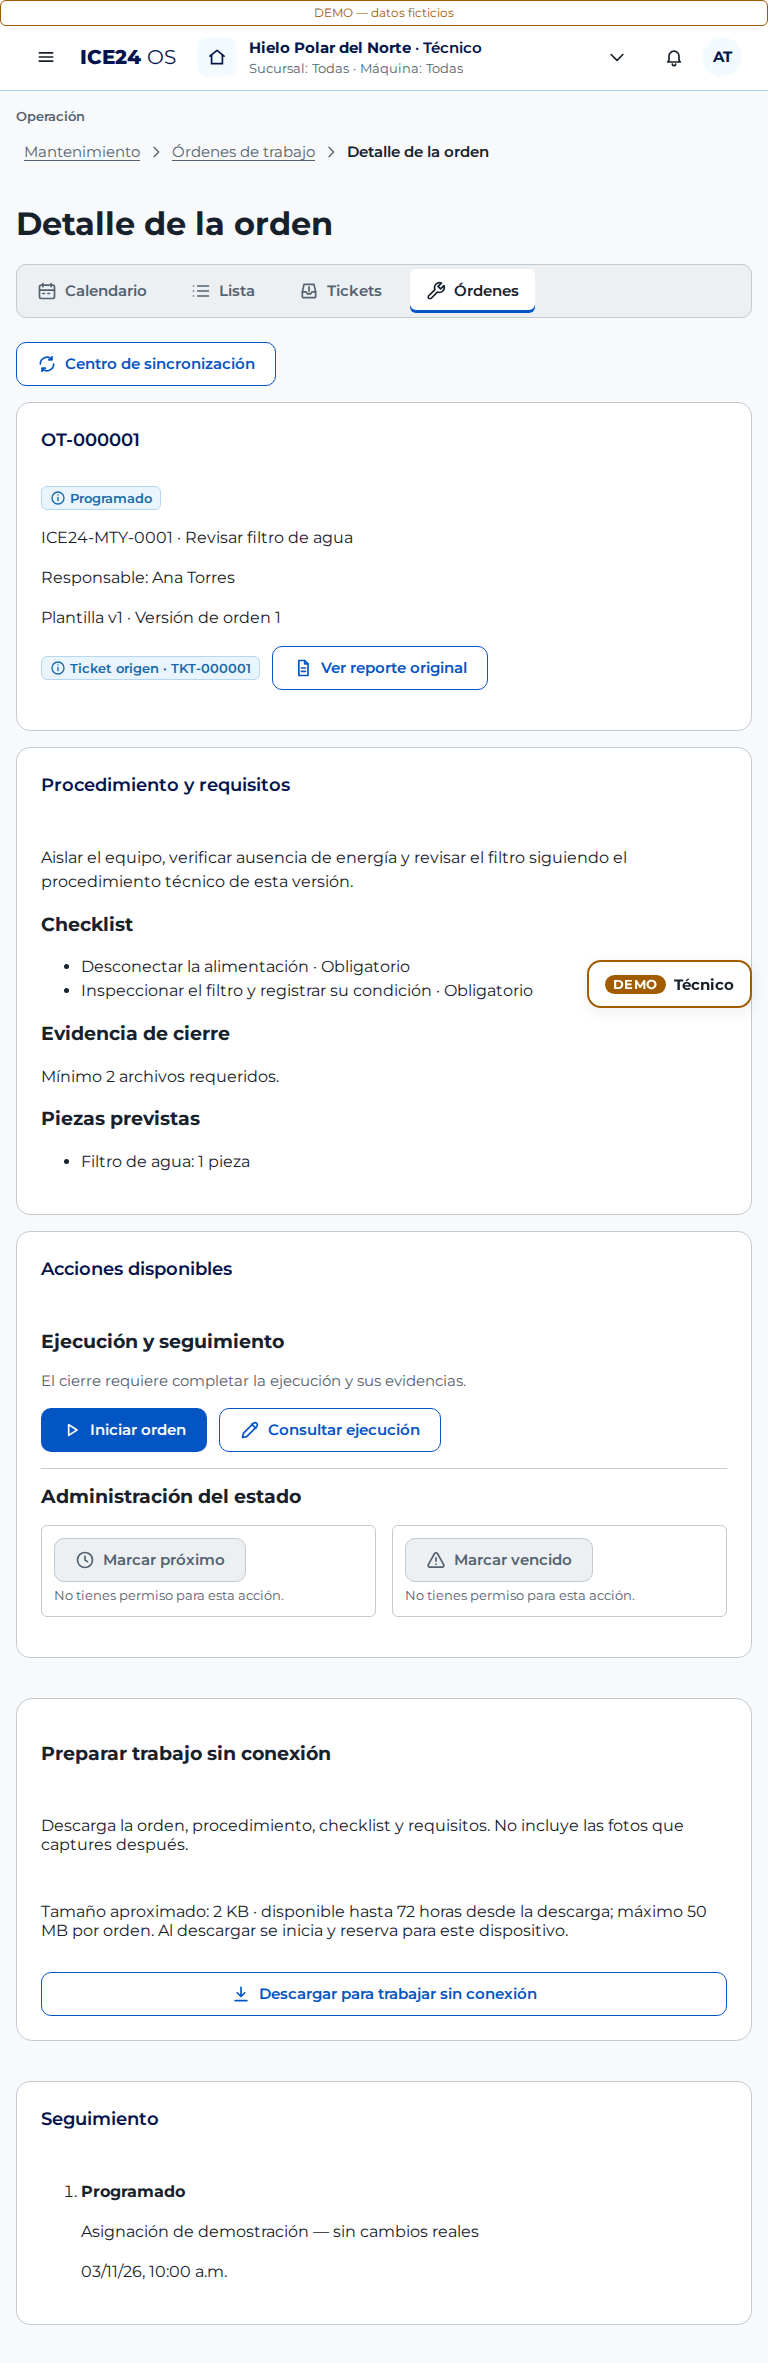 DEMO — datos ficticios
ICE24 OS
Hielo Polar del Norte · Técnico
Sucursal: Todas · Máquina: Todas
AT
Operación
Mantenimiento > Órdenes de trabajo > Detalle de la orden
Detalle de la orden
Calendario Lista Tickets Órdenes
Centro de sincronización
OT-000001
Programado
ICE24-MTY-0001 · Revisar filtro de agua
Responsable: Ana Torres
Plantilla v1 · Versión de orden 1
Ticket origen · TKT-000001 Ver reporte original
Procedimiento y requisitos
Aislar el equipo, verificar ausencia de energía y revisar el filtro siguiendo el
procedimiento técnico de esta versión.
Checklist
• Desconectar la alimentación · Obligatorio
• Inspeccionar el filtro y registrar su condición · Obligatorio
DEMO Técnico
Evidencia de cierre
Mínimo 2 archivos requeridos.
Piezas previstas
• Filtro de agua: 1 pieza
Acciones disponibles
Ejecución y seguimiento
El cierre requiere completar la ejecución y sus evidencias.
Iniciar orden Consultar ejecución
Administración del estado
Marcar próximo Marcar vencido
No tienes permiso para esta acción. No tienes permiso para esta acción.
Preparar trabajo sin conexión
Descarga la orden, procedimiento, checklist y requisitos. No incluye las fotos que
captures después.
Tamaño aproximado: 2 KB · disponible hasta 72 horas desde la descarga; máximo 50
MB por orden. Al descargar se inicia y reserva para este dispositivo.
Descargar para trabajar sin conexión
Seguimiento
1. Programado
Asignación de demostración — sin cambios reales
03/11/26, 10:00 a.m.